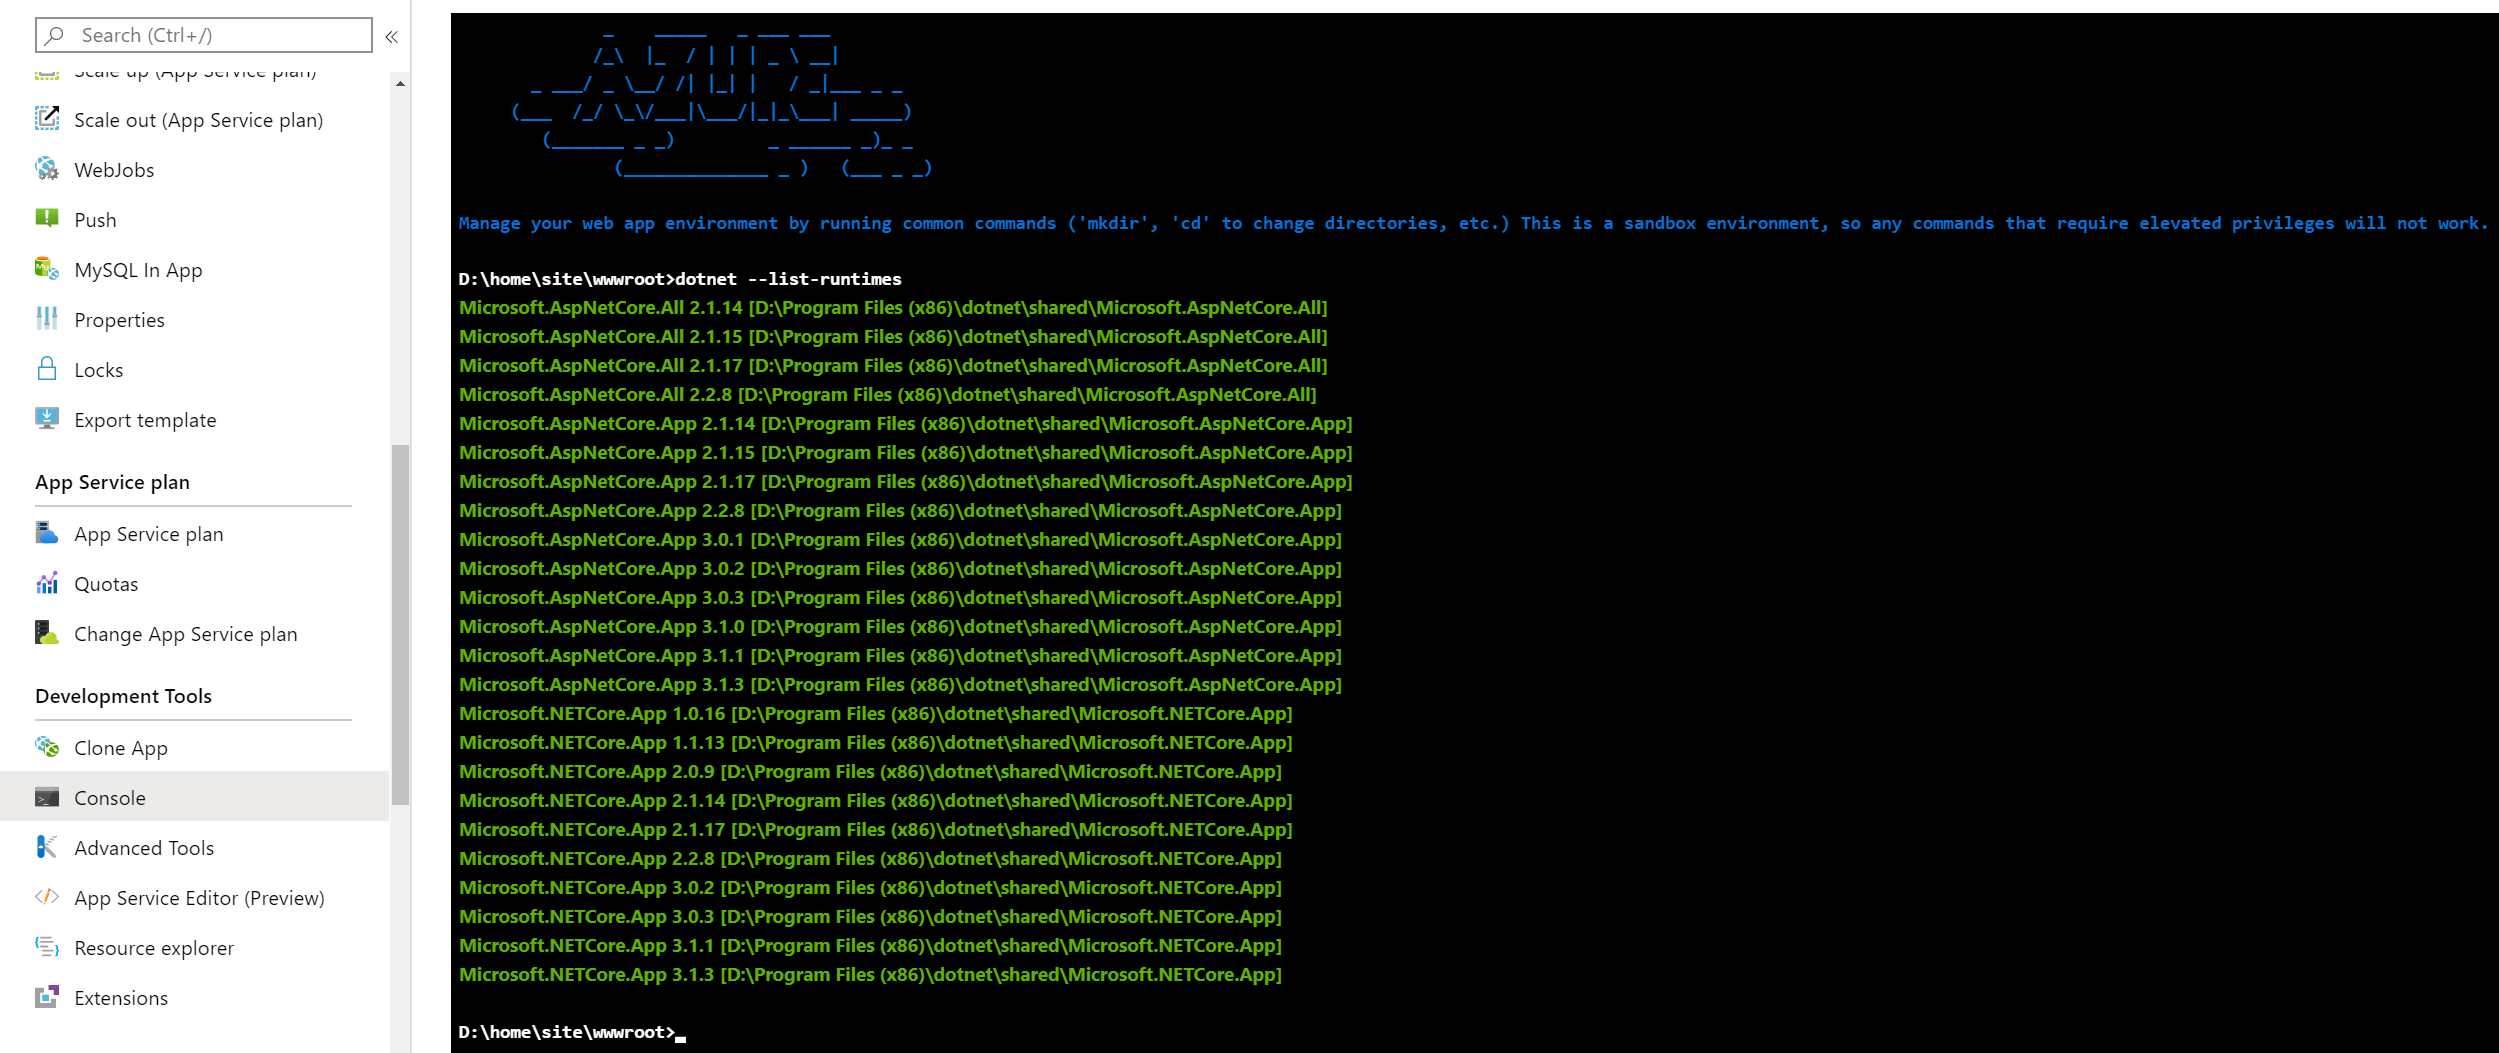 Search (Ctrl+/)
«
Scale up (App Service plan)
Scale out (App Service plan)
WebJobs
Push
MySQL In App
Properties
Locks
Export template
App Service plan
App Service plan
Quotas
Change App Service plan
Development Tools
Clone App
Console
Advanced Tools
App Service Editor (Preview)
Resource explorer
Extensions
Manage your web app environment by running common commands ('mkdir', 'cd' to change directories, etc.) This is a sandbox environment, so any commands that require elevated privileges will not work.
D:\home\site\wwwroot>dotnet --list-runtimes
Microsoft.AspNetCore.All 2.1.14 [D:\Program Files (x86)\dotnet\shared\Microsoft.AspNetCore.All]
Microsoft.AspNetCore.All 2.1.15 [D:\Program Files (x86)\dotnet\shared\Microsoft.AspNetCore.All]
Microsoft.AspNetCore.All 2.1.17 [D:\Program Files (x86)\dotnet\shared\Microsoft.AspNetCore.All]
Microsoft.AspNetCore.All 2.2.8 [D:\Program Files (x86)\dotnet\shared\Microsoft.AspNetCore.All]
Microsoft.AspNetCore.App 2.1.14 [D:\Program Files (x86)\dotnet\shared\Microsoft.AspNetCore.App]
Microsoft.AspNetCore.App 2.1.15 [D:\Program Files (x86)\dotnet\shared\Microsoft.AspNetCore.App]
Microsoft.AspNetCore.App 2.1.17 [D:\Program Files (x86)\dotnet\shared\Microsoft.AspNetCore.App]
Microsoft.AspNetCore.App 2.2.8 [D:\Program Files (x86)\dotnet\shared\Microsoft.AspNetCore.App]
Microsoft.AspNetCore.App 3.0.1 [D:\Program Files (x86)\dotnet\shared\Microsoft.AspNetCore.App]
Microsoft.AspNetCore.App 3.0.2 [D:\Program Files (x86)\dotnet\shared\Microsoft.AspNetCore.App]
Microsoft.AspNetCore.App 3.0.3 [D:\Program Files (x86)\dotnet\shared\Microsoft.AspNetCore.App]
Microsoft.AspNetCore.App 3.1.0 [D:\Program Files (x86)\dotnet\shared\Microsoft.AspNetCore.App]
Microsoft.AspNetCore.App 3.1.1 [D:\Program Files (x86)\dotnet\shared\Microsoft.AspNetCore.App]
Microsoft.AspNetCore.App 3.1.3 [D:\Program Files (x86)\dotnet\shared\Microsoft.AspNetCore.App]
Microsoft.NETCore.App 1.0.16 [D:\Program Files (x86)\dotnet\shared\Microsoft.NETCore.App]
Microsoft.NETCore.App 1.1.13 [D:\Program Files (x86)\dotnet\shared\Microsoft.NETCore.App]
Microsoft.NETCore.App 2.0.9 [D:\Program Files (x86)\dotnet\shared\Microsoft.NETCore.App]
Microsoft.NETCore.App 2.1.14 [D:\Program Files (x86)\dotnet\shared\Microsoft.NETCore.App]
Microsoft.NETCore.App 2.1.17 [D:\Program Files (x86)\dotnet\shared\Microsoft.NETCore.App]
Microsoft.NETCore.App 2.2.8 [D:\Program Files (x86)\dotnet\shared\Microsoft.NETCore.App]
Microsoft.NETCore.App 3.0.2 [D:\Program Files (x86)\dotnet\shared\Microsoft.NETCore.App]
Microsoft.NETCore.App 3.0.3 [D:\Program Files (x86)\dotnet\shared\Microsoft.NETCore.App]
Microsoft.NETCore.App 3.1.1 [D:\Program Files (x86)\dotnet\shared\Microsoft.NETCore.App]
Microsoft.NETCore.App 3.1.3 [D:\Program Files (x86)\dotnet\shared\Microsoft.NETCore.App]
D:\home\site\wwwroot>